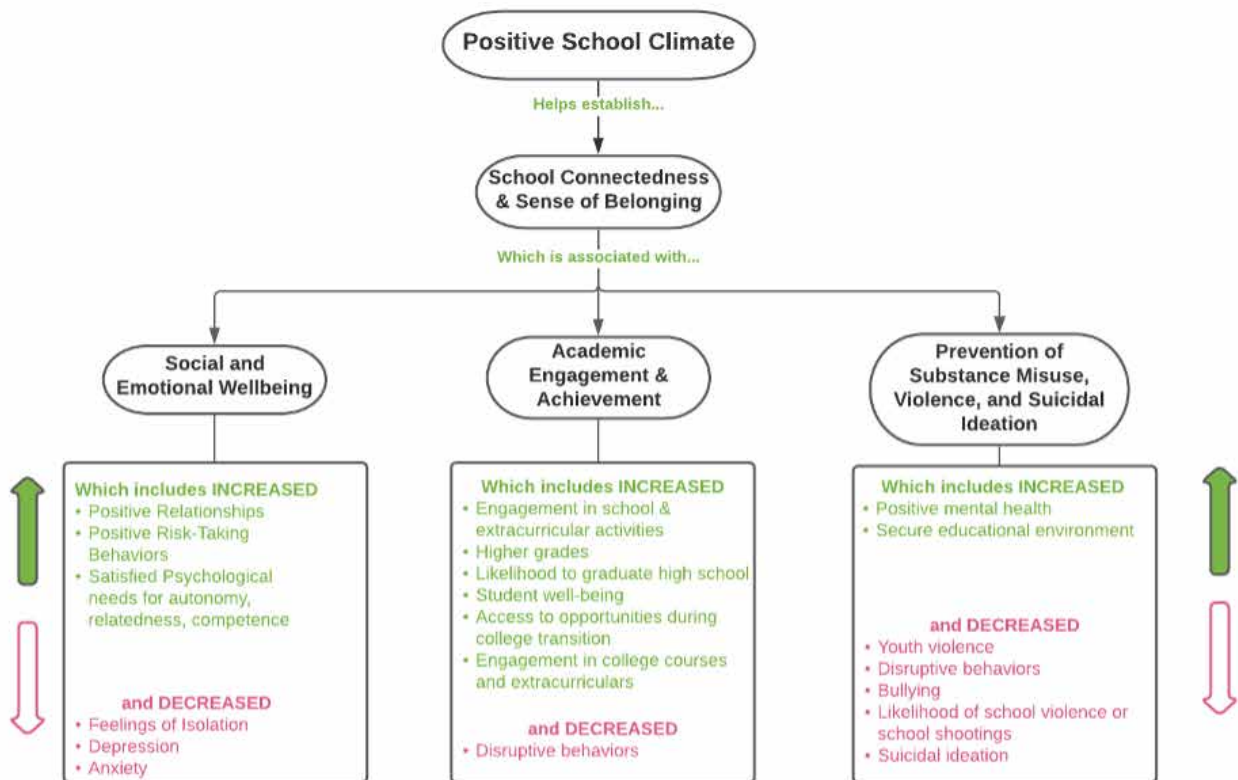 Positive School Climate
Helps establish...
School Connectedness
& Sense of Belonging
Which is associated with...
Social and
Emotional Wellbeing
Which includes INCREASED
• Positive Relationships
• Positive Risk-Taking
Behaviors
• Satisfied Psychological
needs for autonomy,
relatedness, competence
and DECREASED
• Feelings of Isolation
• Depression
• Anxiety
Academic
Engagement &
Achievement
Which includes INCREASED
• Engagement in school &
extracurricular activities
• Higher grades
• Likelihood to graduate high school
• Student well-being
• Access to opportunities during
college transition
• Engagement in college courses
and extracurriculars
and DECREASED
• Disruptive behaviors
Prevention of
Substance Misuse,
Violence, and Suicidal
Ideation
Which includes INCREASED
• Positive mental health
• Secure educational environment
and DECREASED
• Youth violence
• Disruptive behaviors
• Bullying
• Likelihood of school violence or
school shootings
• Suicidal ideation